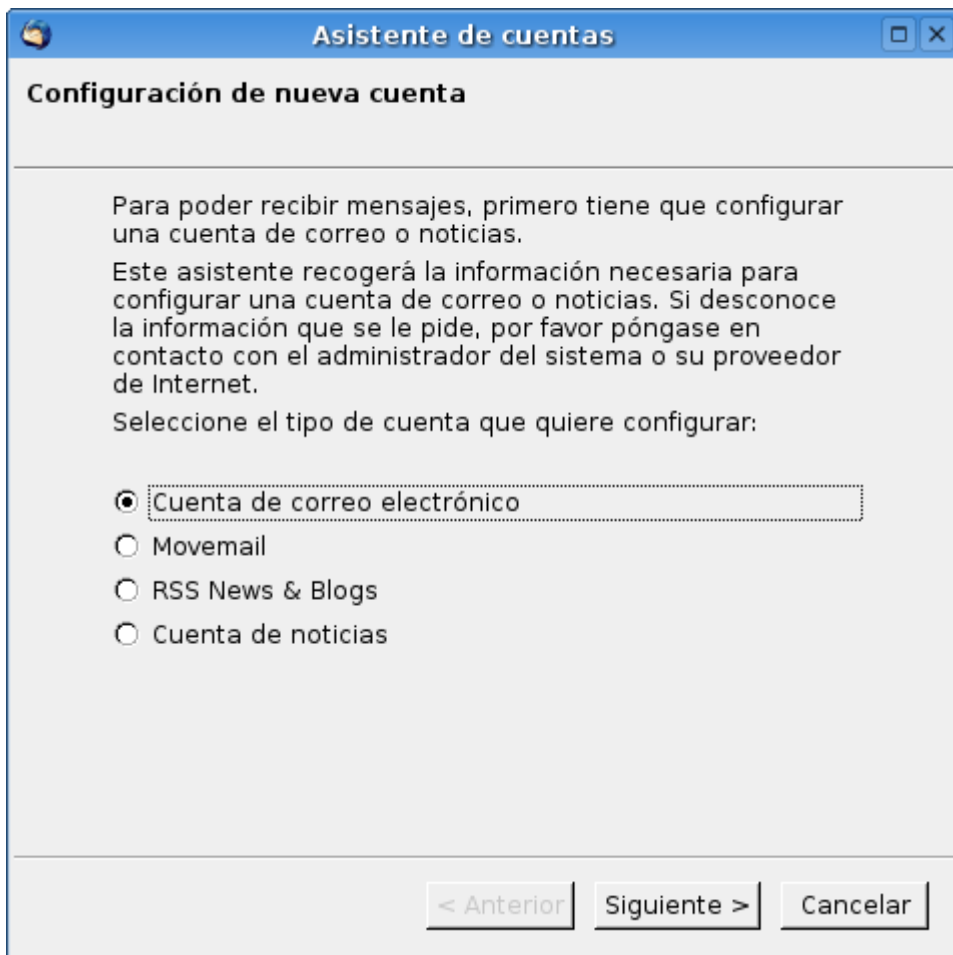 Asistente de cuentas
Configuración de nueva cuenta
Para poder recibir mensajes, primero tiene que configurar
una cuenta de correo o noticias.
Este asistente recogerá la información necesaria para
configurar una cuenta de correo o noticias. Si desconoce
la información que se le pide, por favor póngase en
contacto con el administrador del sistema o su proveedor
de Internet.
Seleccione el tipo de cuenta que quiere configurar:
Cuenta de correo electrónico
Movemail
RSS News & Blogs
Cuenta de noticias
< Anterior
Siguiente >
Cancelar